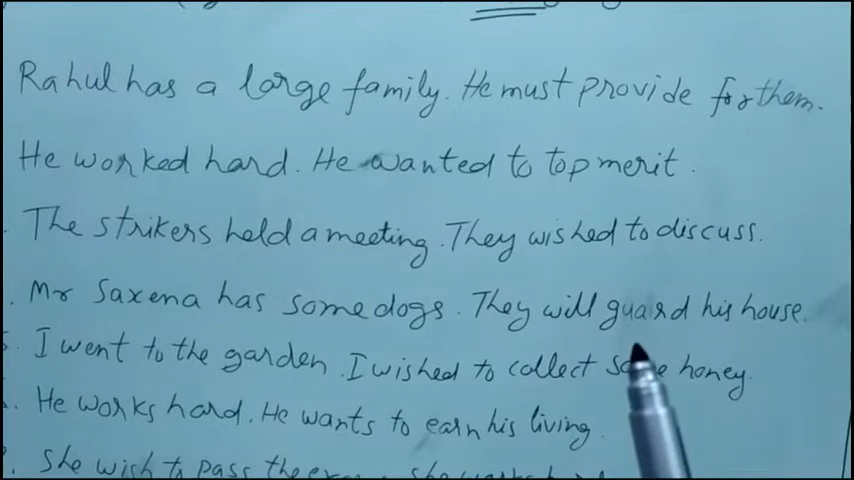 Rahul has a large family. He must provide for them.
He worked hard. He wanted to top merit.
The strikers held a meeting. They wished to discuss.
Mr Saxena has some dogs. They will guard his house.
I went to the garden. I wished to collect some honey.
He works hard. He wants to earn his living.
She wish to pass the